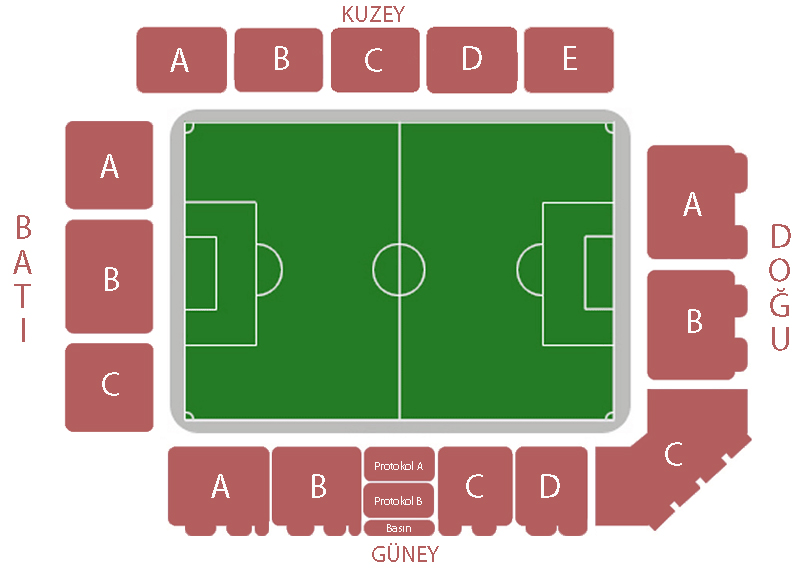 KUZEY
A B C D E
BATI
A
B
C
DOĞU
A
B
C
A B
Protokol A
Protokol B
Basın
C D
GÜNEY